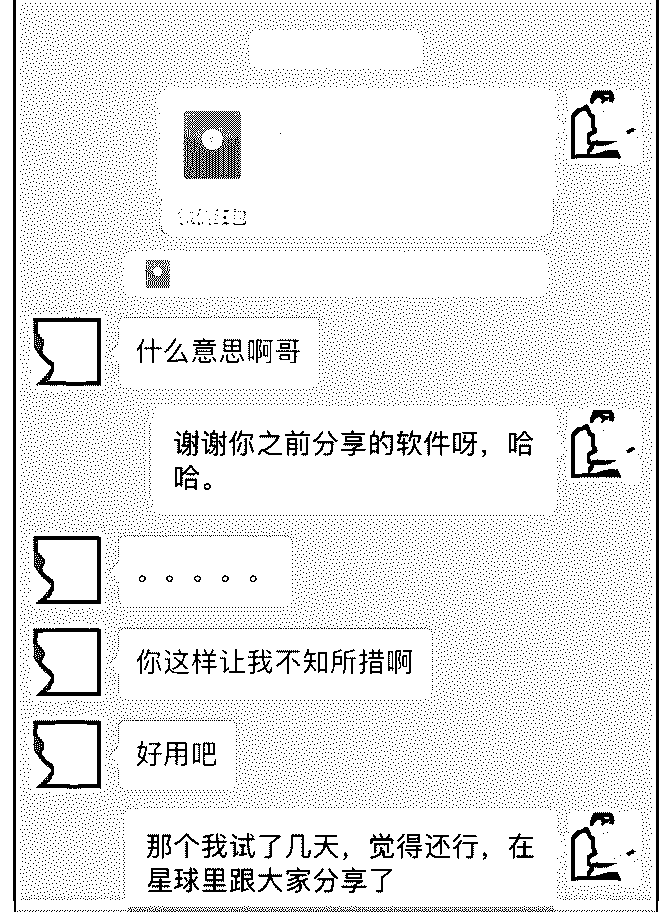 什么意思啊哥
谢谢你之前分享的软件呀，哈
哈。
。。。。。
你这样让我不知所措啊
好用吧
那个我试了几天，觉得还行，在
星球里跟大家分享了